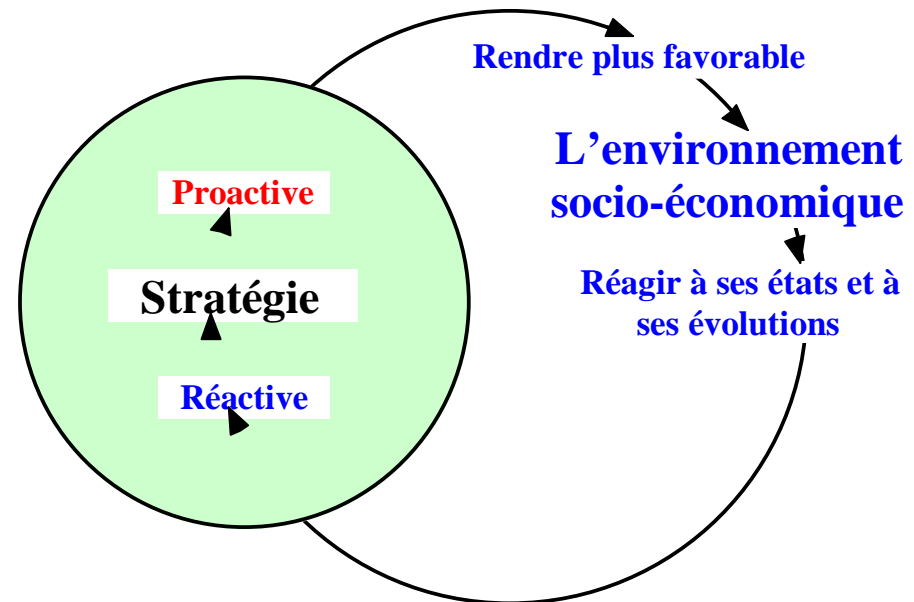 Rendre plus favorable
L'environnement
socio-économique
Réagir à ses états et à
ses évolutions
Proactive
Stratégie
Réactive